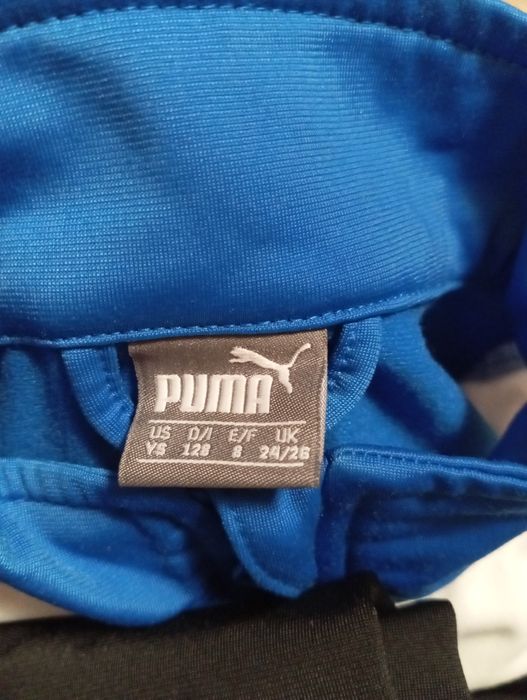 PUMA
US D/I E/F UK
YS 128 8 24/26